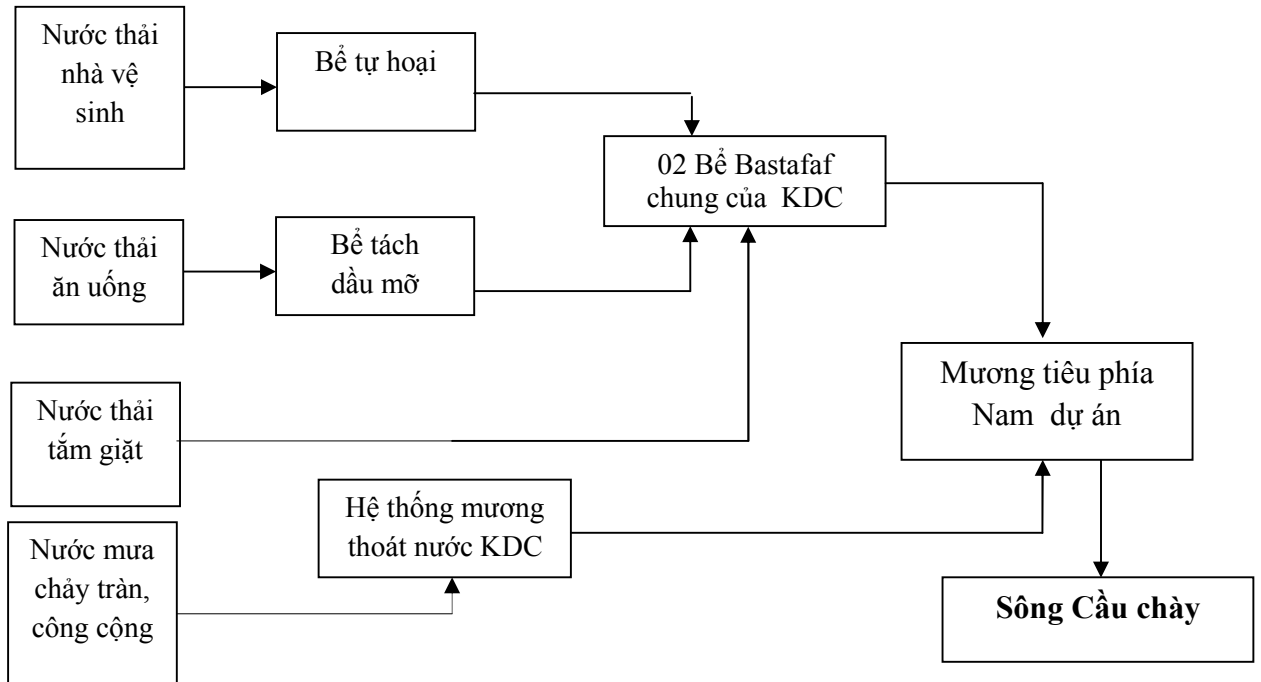 Nước thải
nhà vệ
sinh
Bể tự hoại
02 Bể Bastafaf
chung của KDC
Nước thải
ăn uống
Bể tách
dầu mỡ
Mương tiêu phía
Nam dự án
Nước thải
tắm giặt
Hệ thống mương
thoát nước KDC
Nước mưa
chảy tràn,
công cộng
Sông Cầu chày